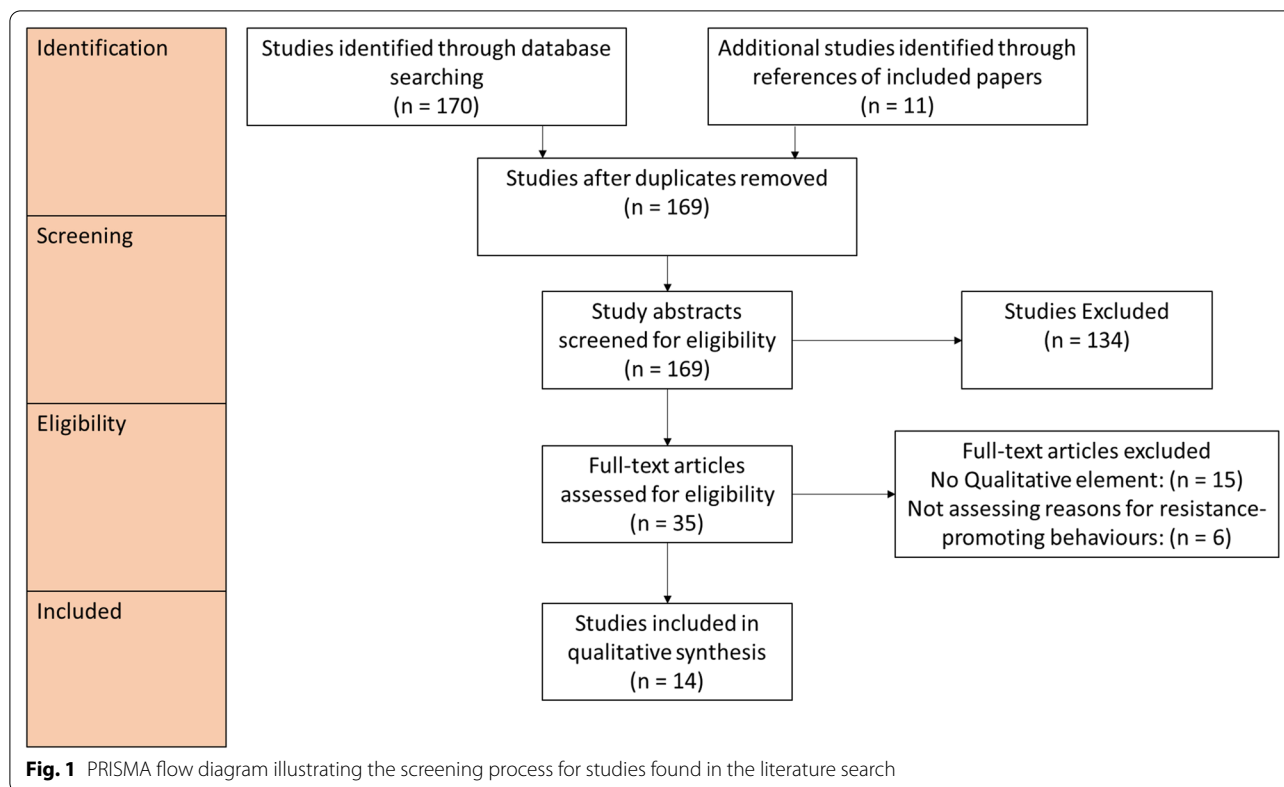 Identification
Studies identified through database
searching
(n = 170)
Additional studies identified through
references of included papers
(n = 11)
Studies after duplicates removed
(n = 169)
Screening
Study abstracts
screened for eligibility
(n = 169)
Studies Excluded
(n = 134)
Eligibility
Full-text articles
assessed for eligibility
(n = 35)
Full-text articles excluded
No Qualitative element: (n = 15)
Not assessing reasons for resistance-
promoting behaviours: (n = 6)
Included
Studies included in
qualitative synthesis
(n = 14)
Fig. 1 PRISMA flow diagram illustrating the screening process for studies found in the literature search